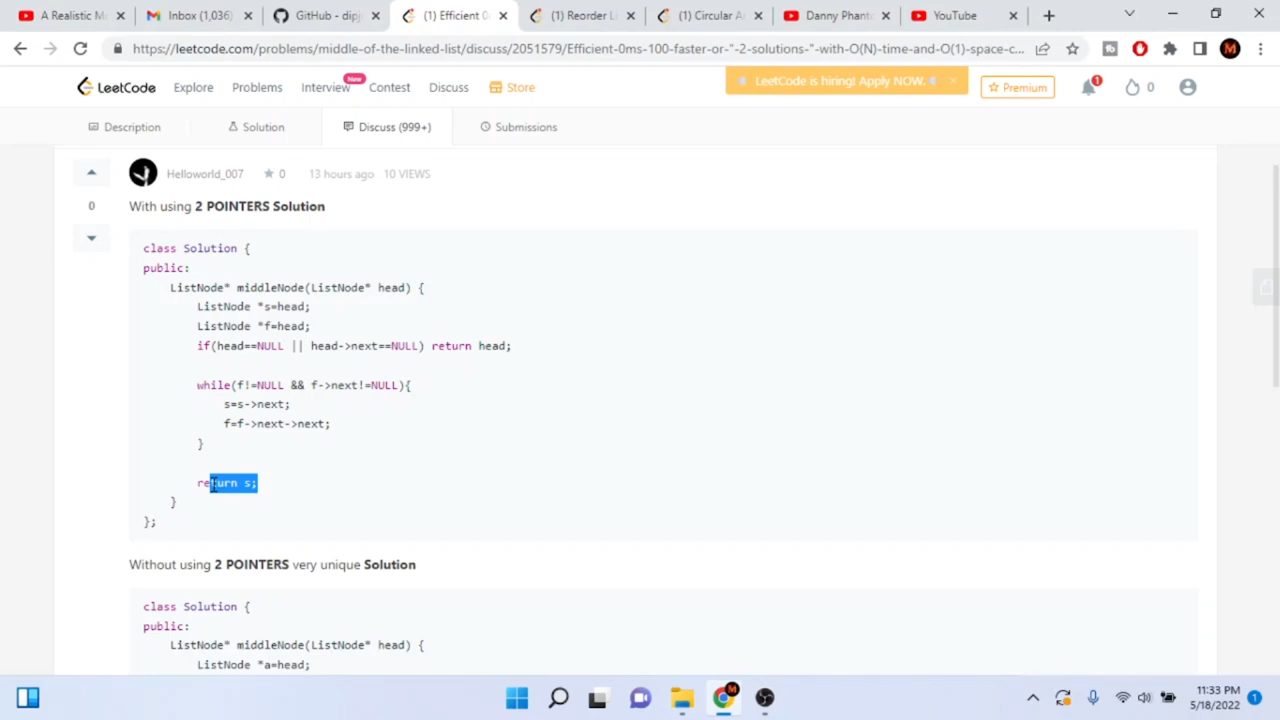 A Realistic M
Inbox (1,036)
GitHub - dipj
(1) Efficient 0
(1) Reorder Li
(1) Circular Ar
Danny Phant
YouTube
https://leetcode.com/problems/middle-of-the-linked-list/discuss/2051579/Efficient-0ms-100-faster-or-"-2-solutions-"-with-O(N)-time-and-O(1)-space-c...
LeetCode
Explore
Problems
Interview
New
Contest
Discuss
Store
LeetCode is hiring! Apply NOW.
Premium
1
0
Description
Solution
Discuss (999+)
Submissions
Helloworld_007
0
13 hours ago
10 VIEWS
0
With using 2 POINTERS Solution
class Solution {
public:
ListNode* middleNode(ListNode* head) {
ListNode *s=head;
ListNode *f=head;
if(head==NULL || head->next==NULL) return head;
while(f!=NULL && f->next!=NULL){
s=s->next;
f=f->next->next;
}
return s;
}
};
Without using 2 POINTERS very unique Solution
class Solution {
public:
ListNode* middleNode(ListNode* head) {
ListNode *a=head;
M
11:33 PM
5/18/2022
1